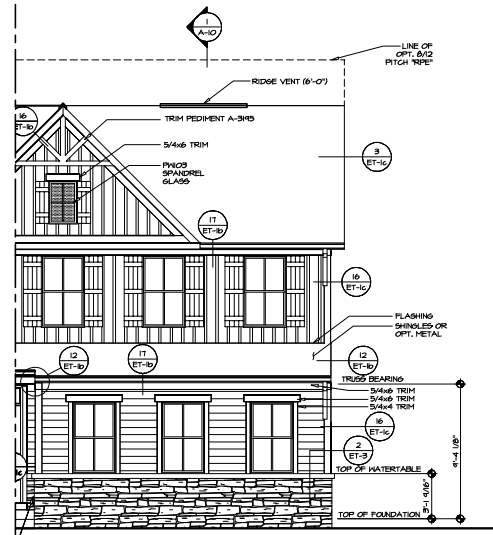 1
A-10
LINE OF
OPT. 8/12
PITCH "RPE"
RIDGE VENT (6'-0")
16
ET-1b
TRIM PEDIMENT A-3195
5/4x6 TRIM
3
ET-1c
PW103
SPANDREL
GLASS
17
ET-1b
16
ET-1c
FLASHING
SHINGLES OR
OPT. METAL
12
ET-1b
17
ET-1b
12
ET-1b
TRUSS BEARING
5/4x6 TRIM
5/4x6 TRIM
5/4x4 TRIM
16
ET-1c
2
ET-3
9'-4 1/8"
TOP OF WATERTABLE
3'-1 9/16"
TOP OF FOUNDATION